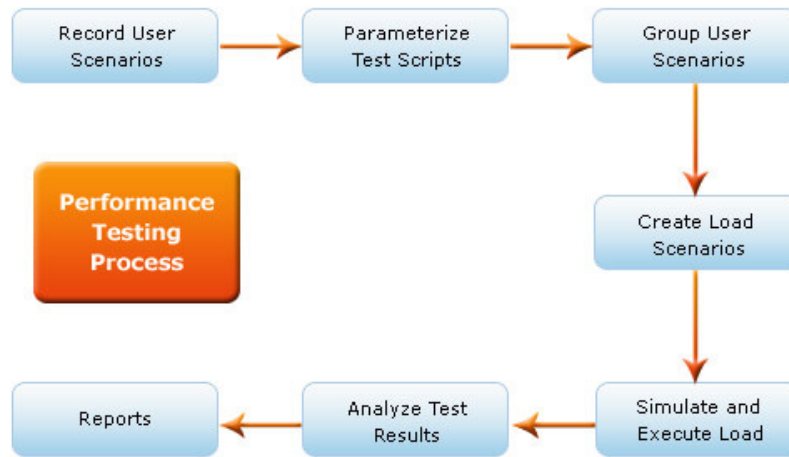 Record User
Scenarios
Parameterize
Test Scripts
Group User
Scenarios
Performance
Testing
Process
Create Load
Scenarios
Reports
Analyze Test
Results
Simulate and
Execute Load